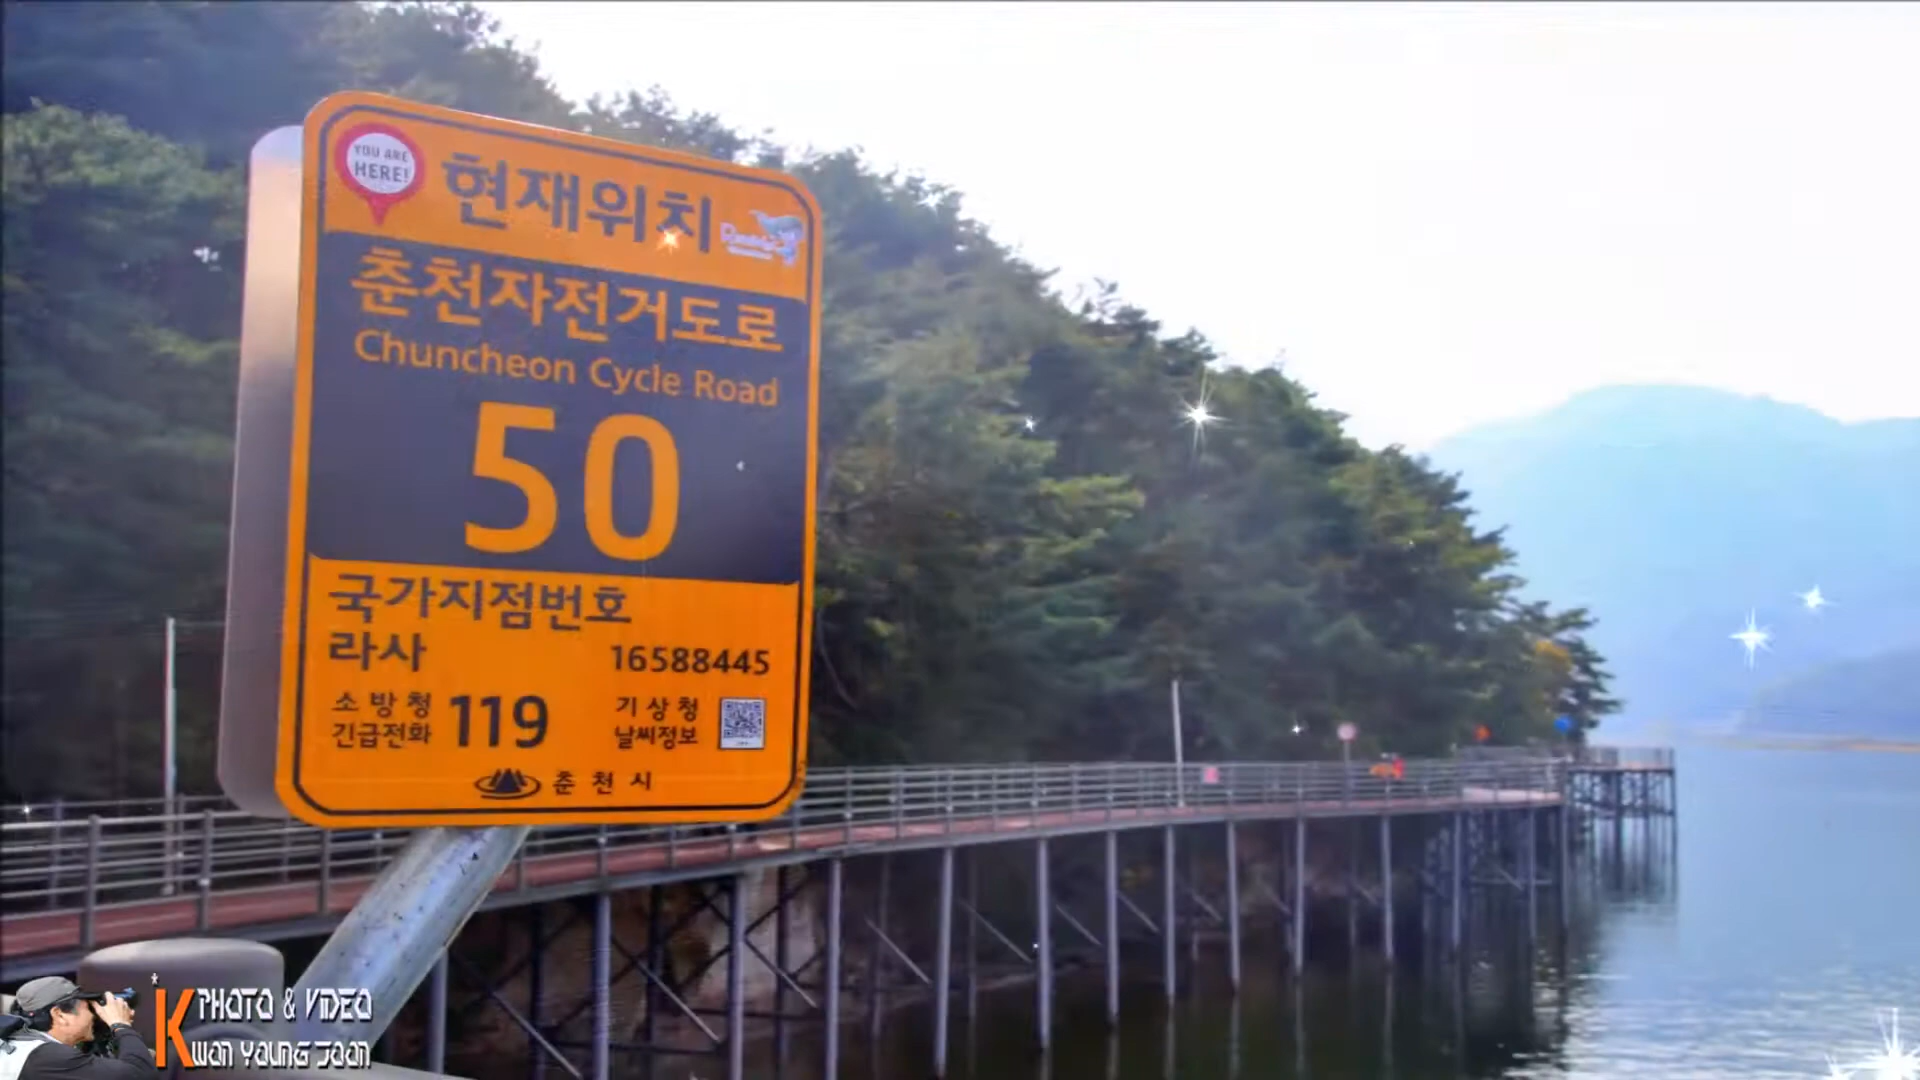 YOU ARE
HERE!
현재위치
춘천자전거도로
Chuncheon Cycle Road
50
국가지점번호
라사 16588445
소방청
긴급전화
119
기상청
날씨정보
춘천시
K PHOTO & VIDEO
KWAN YOUNG JOON